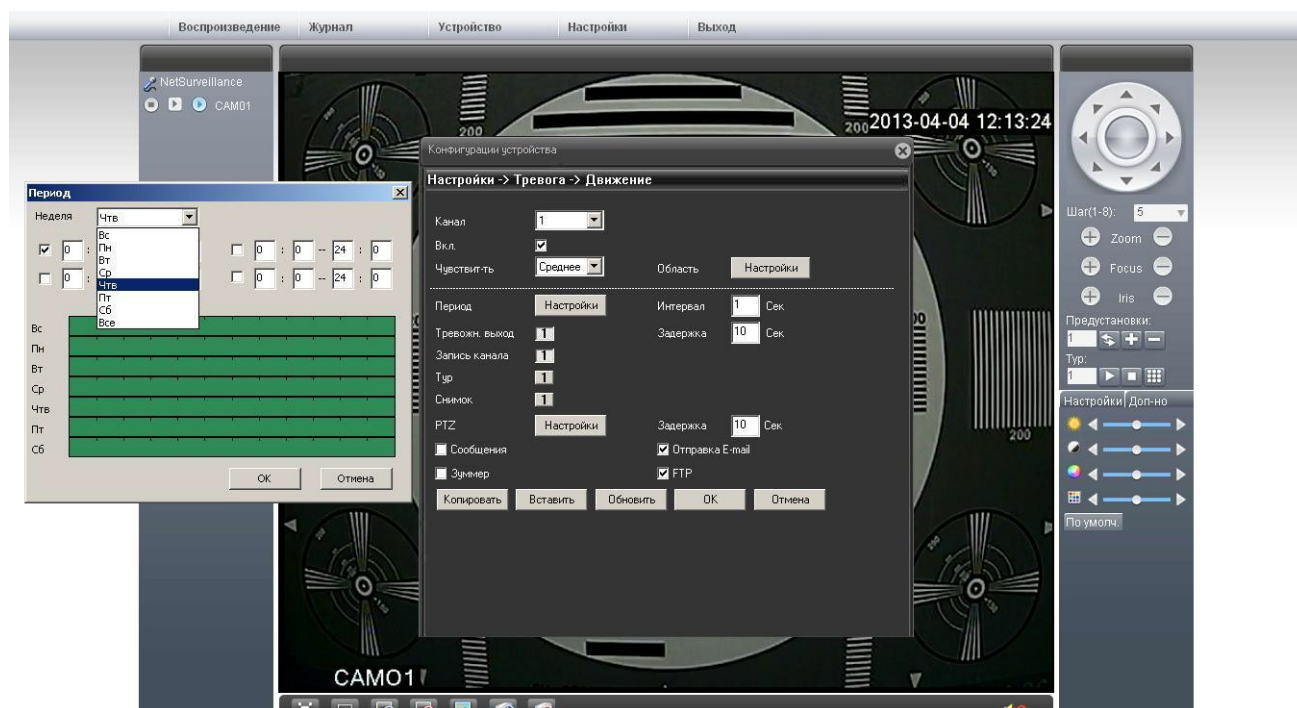 Воспроизведение Журнал Устройство Настройки Выход
NetSurveillance
CAM01
200
200
2013-04-04 12:13:24
Конфигурации устройства
Настройки -> Тревога -> Движение
Канал 1
Вкл.
Чувствит-ть Среднее Область Настройки
Период Настройки Интервал 1 Сек
Тревожн. выход 1 Задержка 10 Сек
Запись канала 1
Тур 1
Снимок 1
PTZ Настройки Задержка 10 Сек
Сообщения Отправка E-mail
Зуммер FTP
Копировать Вставить Обновить OK Отмена
Период
Неделя Чтв
Вс
Пн
Вт
Ср
Чтв
Пт
Сб
Все
0 : 0 : 0 -- 24 : 0
0 : 0 : 0 -- 24 : 0
Вс
Пн
Вт
Ср
Чтв
Пт
Сб
OK Отмена
Шаг(1-8): 5
Zoom
Focus
Iris
Предустановки:
1
Тур:
1
Настройки Доп-но
По умолч.
00
200
200
CAM01